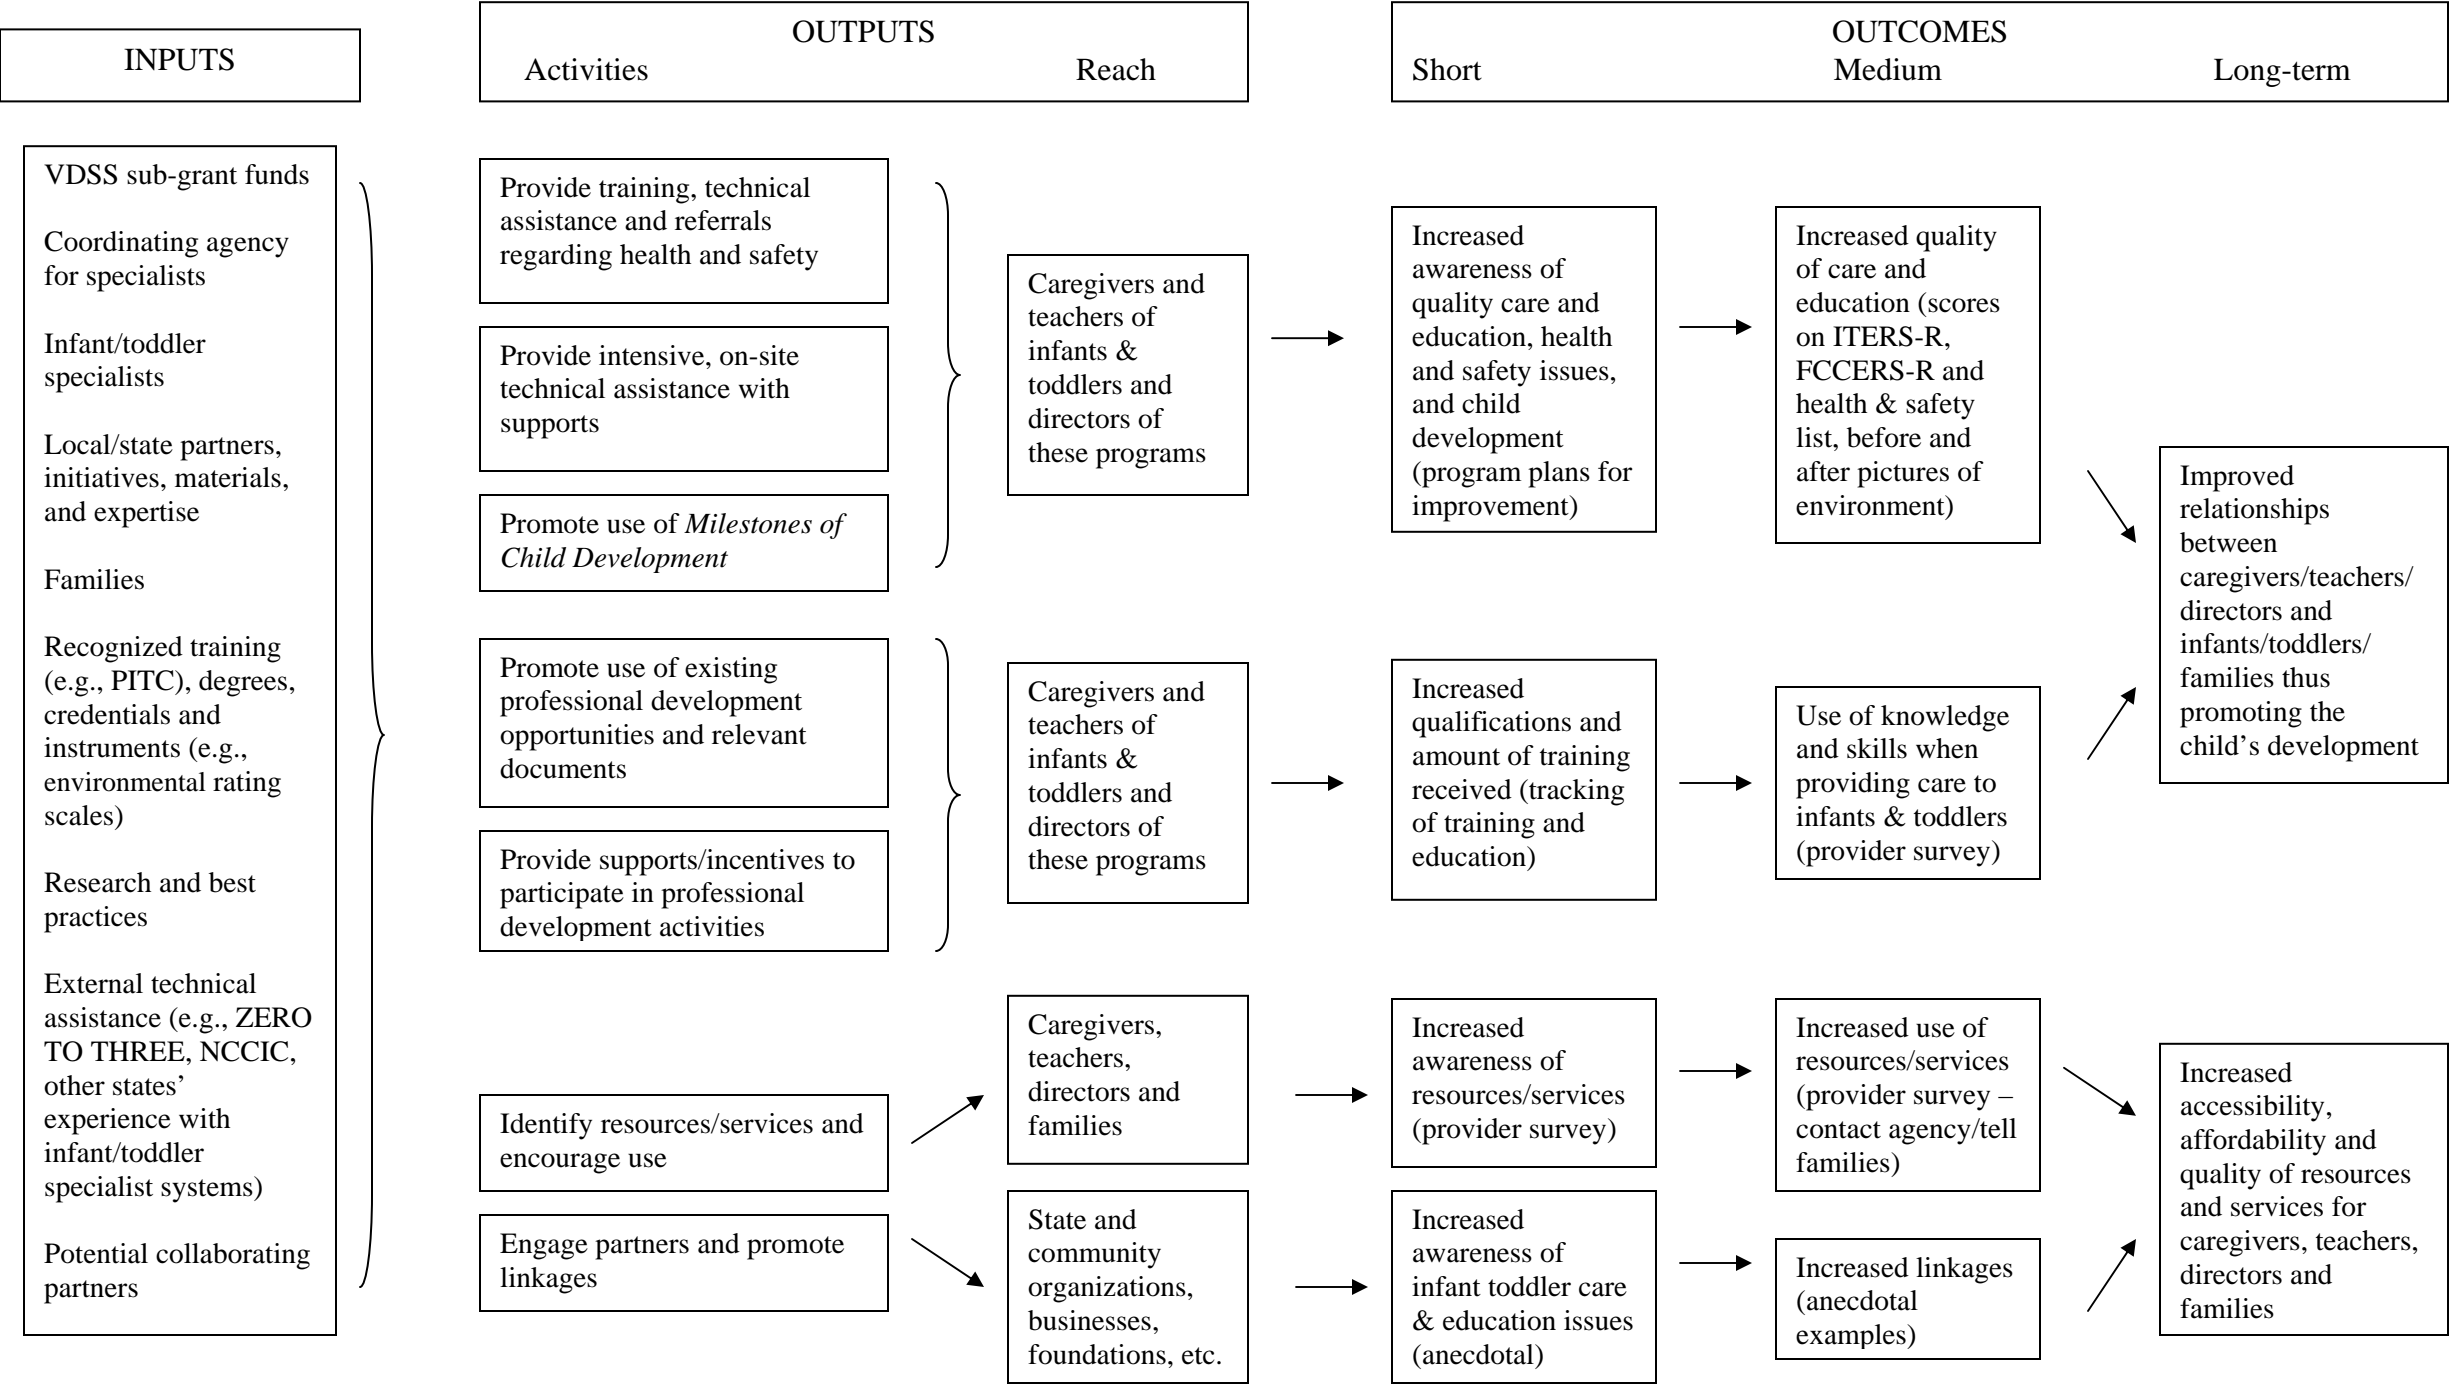 INPUTS
OUTPUTS
Activities Reach
OUTCOMES
Short Medium Long-term
VDSS sub-grant funds
Coordinating agency
for specialists
Infant/toddler
specialists
Local/state partners,
initiatives, materials,
and expertise
Families
Recognized training
(e.g., PITC), degrees,
credentials and
instruments (e.g.,
environmental rating
scales)
Research and best
practices
External technical
assistance (e.g., ZERO
TO THREE, NCCIC,
other states’
experience with
infant/toddler
specialist systems)
Potential collaborating
partners
Provide training, technical
assistance and referrals
regarding health and safety
Provide intensive, on-site
technical assistance with
supports
Promote use of Milestones of
Child Development
Caregivers and
teachers of
infants &
toddlers and
directors of
these programs
Increased
awareness of
quality care and
education, health
and safety issues,
and child
development
(program plans for
improvement)
Increased quality
of care and
education (scores
on ITERS-R,
FCCERS-R and
health & safety
list, before and
after pictures of
environment)
Improved
relationships
between
caregivers/teachers/
directors and
infants/toddlers/
families thus
promoting the
child’s development
Promote use of existing
professional development
opportunities and relevant
documents
Provide supports/incentives to
participate in professional
development activities
Caregivers and
teachers of
infants &
toddlers and
directors of
these programs
Increased
qualifications and
amount of training
received (tracking
of training and
education)
Use of knowledge
and skills when
providing care to
infants & toddlers
(provider survey)
Identify resources/services and
encourage use
Engage partners and promote
linkages
Caregivers,
teachers,
directors and
families
State and
community
organizations,
businesses,
foundations, etc.
Increased
awareness of
resources/services
(provider survey)
Increased
awareness of
infant toddler care
& education issues
(anecdotal)
Increased use of
resources/services
(provider survey –
contact agency/tell
families)
Increased linkages
(anecdotal
examples)
Increased
accessibility,
affordability and
quality of resources
and services for
caregivers, teachers,
directors and
families